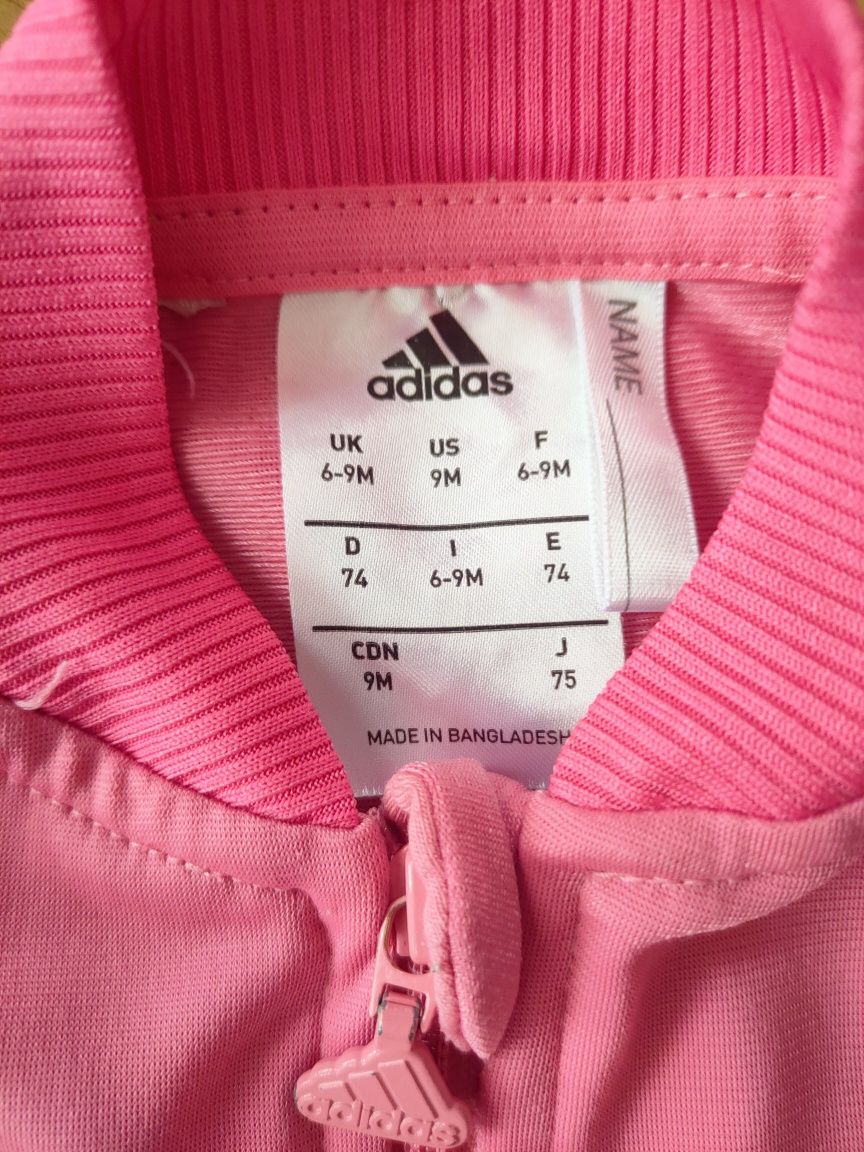 adidas
NAME
UK US F
6-9M 9M 6-9M
D I E
74 6-9M 74
CDN J
9M 75
MADE IN BANGLADESH
adidas